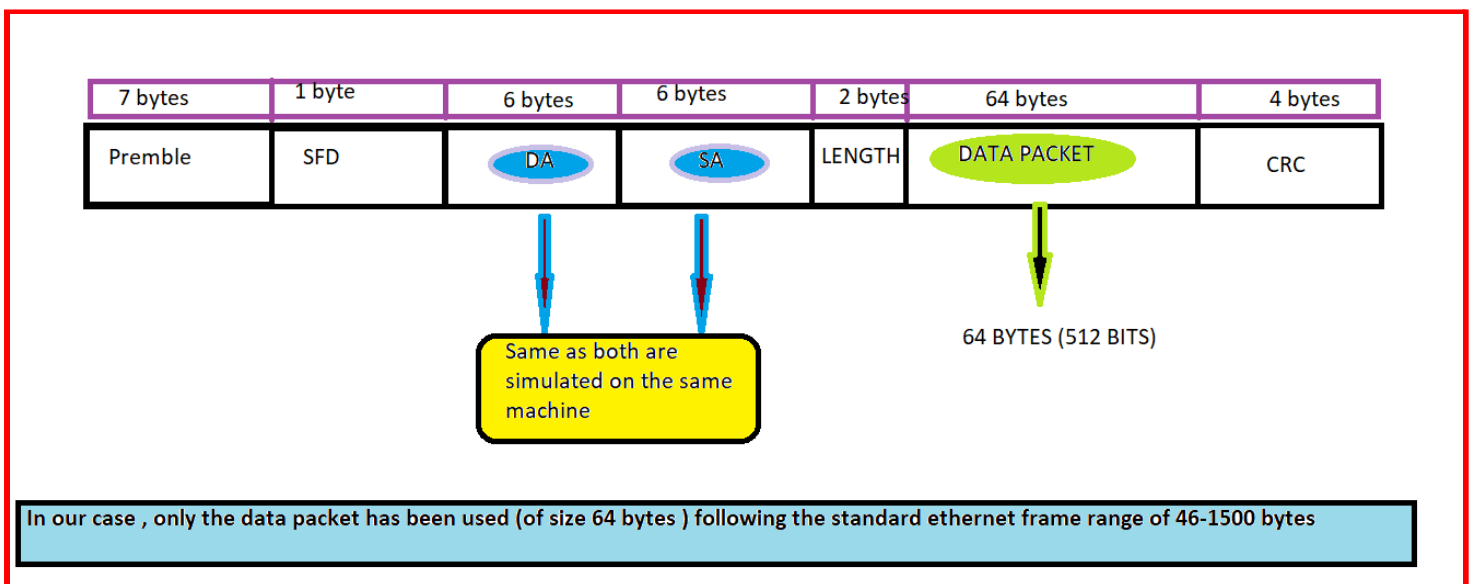 7 bytes
1 byte
6 bytes
6 bytes
2 bytes
64 bytes
4 bytes
Premble
SFD
DA
SA
LENGTH
DATA PACKET
CRC
Same as both are
simulated on the same
machine
64 BYTES (512 BITS)
In our case , only the data packet has been used (of size 64 bytes ) following the standard ethernet frame range of 46-1500 bytes